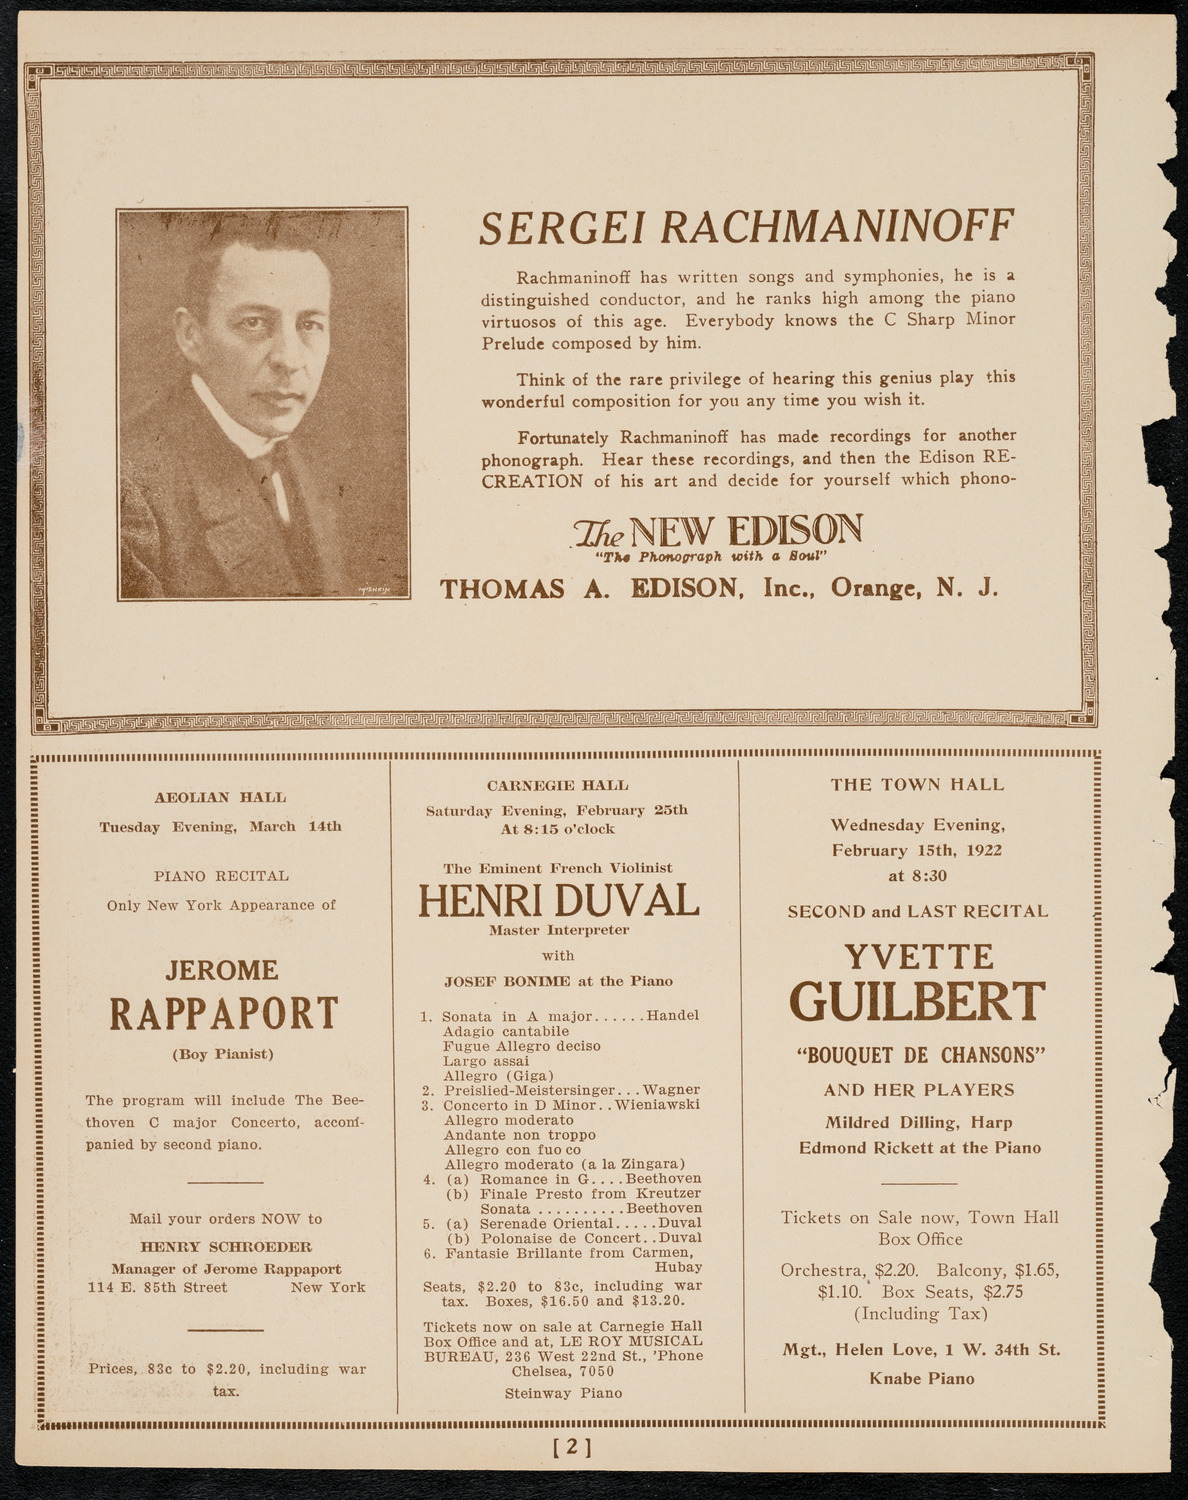 SERGEI RACHMANINOFF
Rachmaninoff has written songs and symphonies, he is a
distinguished conductor, and he ranks high among the piano
virtuosos of this age. Everybody knows the C Sharp Minor
Prelude composed by him.
Think of the rare privilege of hearing this genius play this
wonderful composition for you any time you wish it.
Fortunately Rachmaninoff has made recordings for another
phonograph. Hear these recordings, and then the Edison RE-
CREATION of his art and decide for yourself which phono-
The NEW EDISON
"The Phonograph with a Soul"
THOMAS A. EDISON, Inc., Orange, N. J.
MISHKIN
AEOLIAN HALL
Tuesday Evening, March 14th
PIANO RECITAL
Only New York Appearance of
JEROME
RAPPAPORT
(Boy Pianist)
The program will include The Bee-
thoven C major Concerto, accom-
panied by second piano.
Mail your orders NOW to
HENRY SCHROEDER
Manager of Jerome Rappaport
114 E. 85th Street New York
Prices, 83c to $2.20, including war
tax.
CARNEGIE HALL
Saturday Evening, February 25th
At 8:15 o'clock
The Eminent French Violinist
HENRI DUVAL
Master Interpreter
with
JOSEF BONIME at the Piano
1. Sonata in A major......Handel
Adagio cantabile
Fugue Allegro deciso
Largo assai
Allegro (Giga)
2. Preislied-Meistersinger...Wagner
3. Concerto in D Minor..Wieniawski
Allegro moderato
Andante non troppo
Allegro con fuoco
Allegro moderato (a la Zingara)
4. (a) Romance in G....Beethoven
(b) Finale Presto from Kreutzer
Sonata ..........Beethoven
5. (a) Serenade Oriental.....Duval
(b) Polonaise de Concert..Duval
6. Fantasie Brillante from Carmen,
Hubay
Seats, $2.20 to 83c, including war
tax. Boxes, $16.50 and $13.20.
Tickets now on sale at Carnegie Hall
Box Office and at, LE ROY MUSICAL
BUREAU, 236 West 22nd St., 'Phone
Chelsea, 7050
Steinway Piano
THE TOWN HALL
Wednesday Evening,
February 15th, 1922
at 8:30
SECOND and LAST RECITAL
YVETTE
GUILBERT
"BOUQUET DE CHANSONS"
AND HER PLAYERS
Mildred Dilling, Harp
Edmond Rickett at the Piano
Tickets on Sale now, Town Hall
Box Office
Orchestra, $2.20. Balcony, $1.65,
$1.10. Box Seats, $2.75
(Including Tax)
Mgt., Helen Love, 1 W. 34th St.
Knabe Piano
[ 2 ]